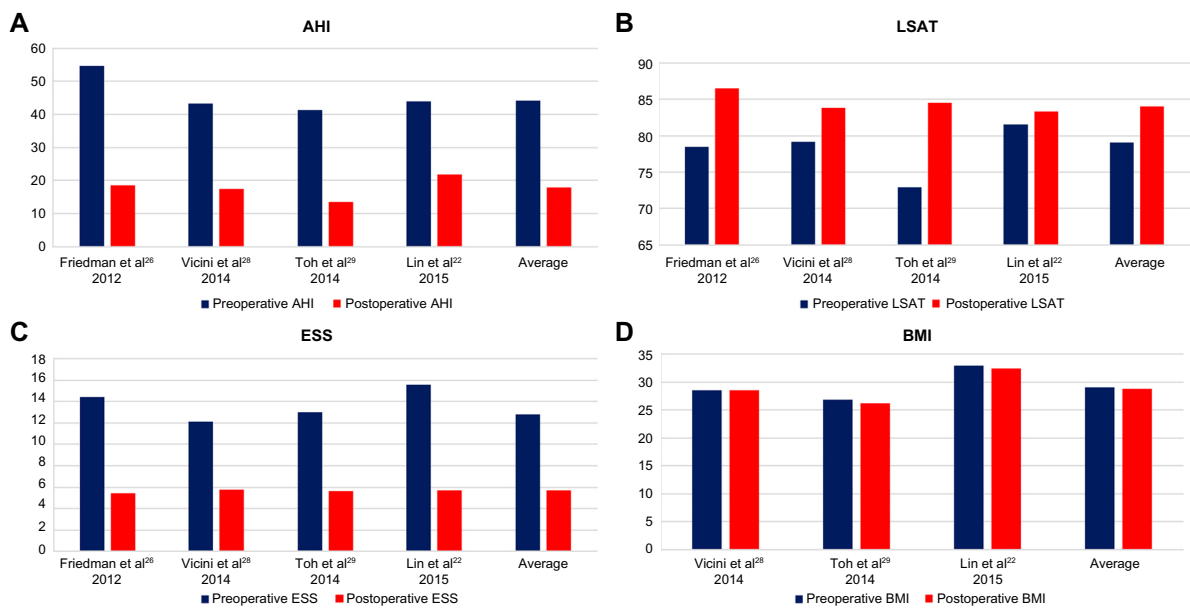 A
AHI
60
50
40
30
20
10
0
Friedman et al²⁶
2012
Vicini et al²⁸
2014
Toh et al²⁹
2014
Lin et al²²
2015
Average
Preoperative AHI
Postoperative AHI
B
LSAT
90
85
80
75
70
65
Friedman et al²⁶
2012
Vicini et al²⁸
2014
Toh et al²⁹
2014
Lin et al²²
2015
Average
Preoperative LSAT
Postoperative LSAT
C
ESS
18
16
14
12
10
8
6
4
2
0
Friedman et al²⁶
2012
Vicini et al²⁸
2014
Toh et al²⁹
2014
Lin et al²²
2015
Average
Preoperative ESS
Postoperative ESS
D
BMI
35
30
25
20
15
10
5
0
Vicini et al²⁸
2014
Toh et al²⁹
2014
Lin et al²²
2015
Average
Preoperative BMI
Postoperative BMI